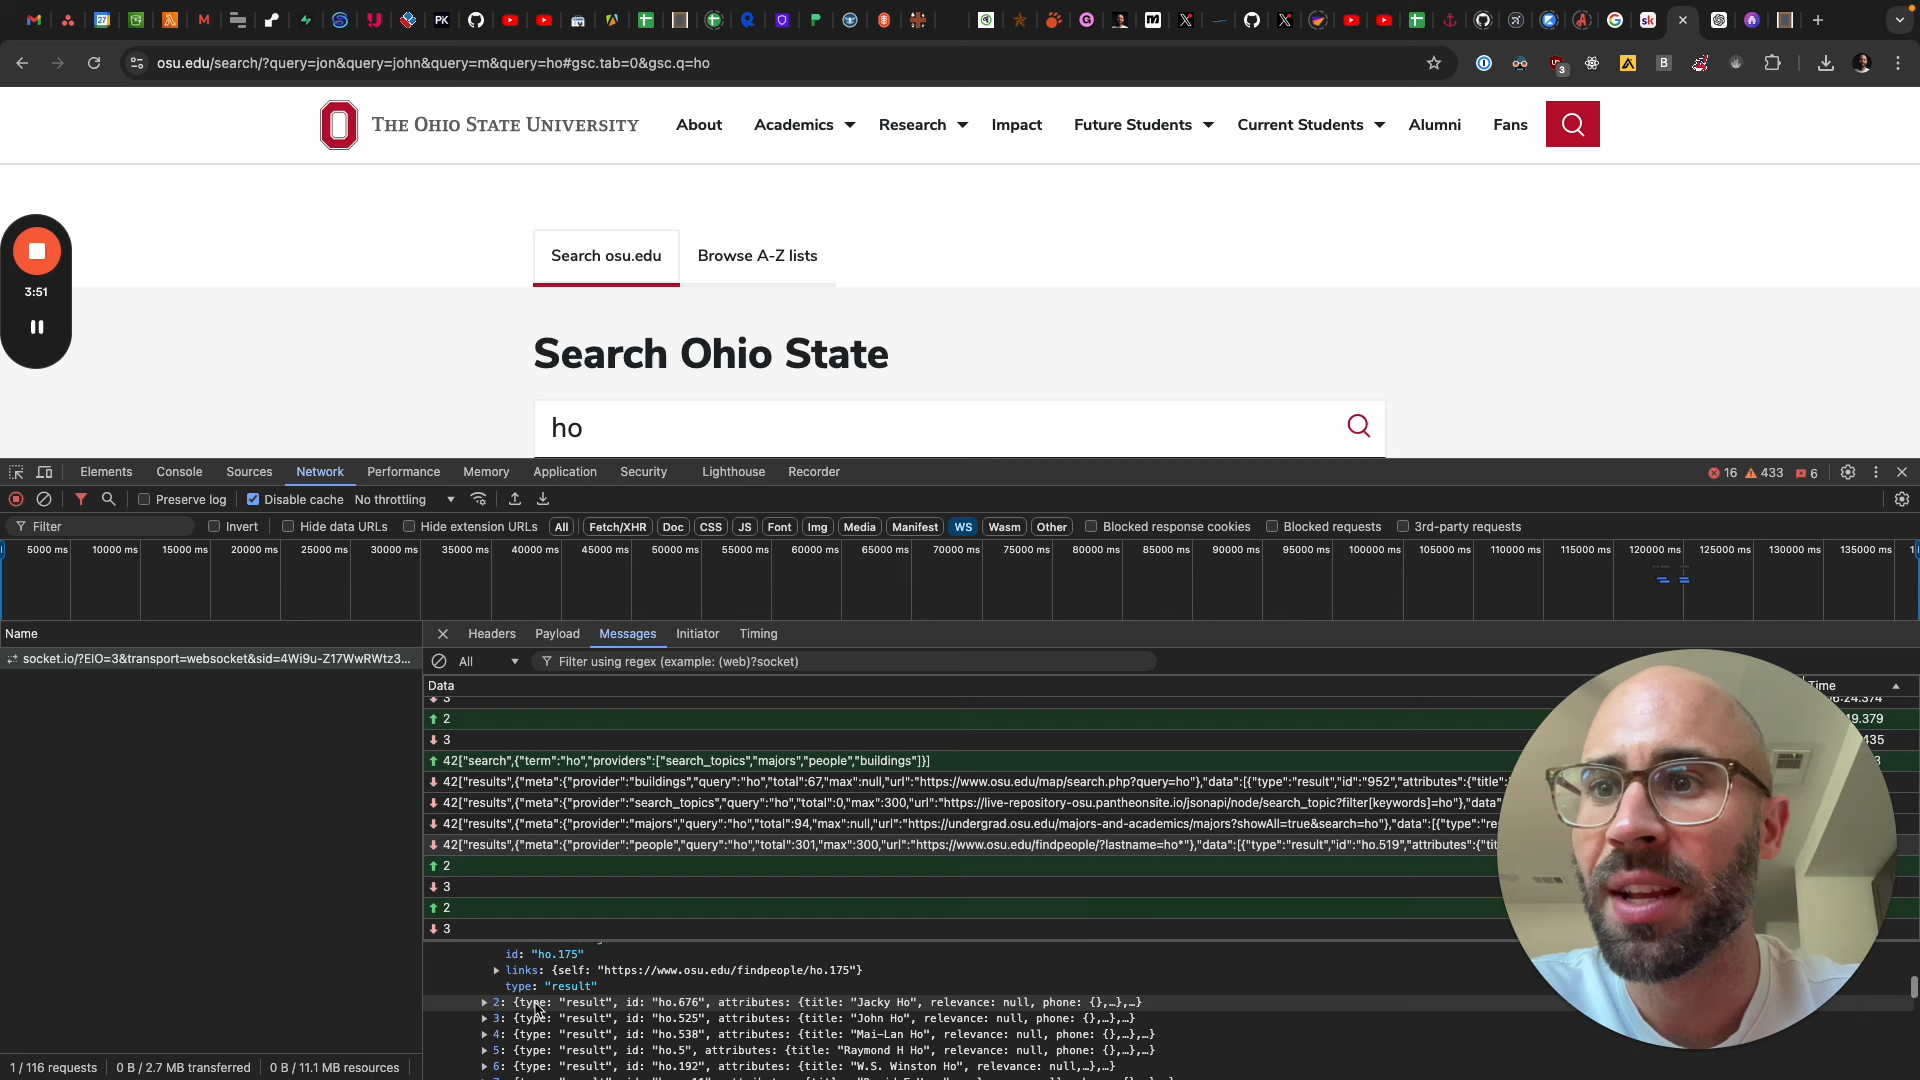 osu.edu/search/?query=jon&query=john&query=m&query=ho#gsc.tab=0&gsc.q=ho
THE OHIO STATE UNIVERSITY
About
Academics
Research
Impact
Future Students
Current Students
Alumni
Fans
Search osu.edu
Browse A-Z lists
3:51
Search Ohio State
ho
Elements Console Sources Network Performance Memory Application Security Lighthouse Recorder
16 433 6
Preserve log Disable cache No throttling
Filter Invert Hide data URLs Hide extension URLs All Fetch/XHR Doc CSS JS Font Img Media Manifest WS Wasm Other Blocked response cookies Blocked requests 3rd-party requests
5000 ms 10000 ms 15000 ms 20000 ms 25000 ms 30000 ms 35000 ms 40000 ms 45000 ms 50000 ms 55000 ms 60000 ms 65000 ms 70000 ms 75000 ms 80000 ms 85000 ms 90000 ms 95000 ms 100000 ms 105000 ms 110000 ms 115000 ms 120000 ms 125000 ms 130000 ms 135000 ms
Name
Headers Payload Messages Initiator Timing
socket.io/?EIO=3&transport=websocket&sid=4Wi9u-Z17WwRWtz3...
All Filter using regex (example: (web)?socket)
Data Time
3
2
3
42["search",{"term":"ho","providers":["search_topics","majors","people","buildings"]}]
42["results",{"meta":{"provider":"buildings","query":"ho","total":67,"max":null,"url":"https://www.osu.edu/map/search.php?query=ho"},"data":[{"type":"result","id":"952","attributes":{"title":
42["results",{"meta":{"provider":"search_topics","query":"ho","total":0,"max":300,"url":"https://live-repository-osu.pantheonsite.io/jsonapi/node/search_topic?filter[keywords]=ho"},"data"
42["results",{"meta":{"provider":"majors","query":"ho","total":94,"max":null,"url":"https://undergrad.osu.edu/majors-and-academics/majors?showAll=true&search=ho"},"data":[{"type":"re
42["results",{"meta":{"provider":"people","query":"ho","total":301,"max":300,"url":"https://www.osu.edu/findpeople/?lastname=ho*"},"data":[{"type":"result","id":"ho.519","attributes":{"tit
2
3
2
3
id: "ho.175"
links: {self: "https://www.osu.edu/findpeople/ho.175"}
type: "result"
2: {type: "result", id: "ho.676", attributes: {title: "Jacky Ho", relevance: null, phone: {},…},…}
3: {type: "result", id: "ho.525", attributes: {title: "John Ho", relevance: null, phone: {},…},…}
4: {type: "result", id: "ho.538", attributes: {title: "Mai-Lan Ho", relevance: null, phone: {},…},…}
5: {type: "result", id: "ho.5", attributes: {title: "Raymond H Ho", relevance: null, phone: {},…},…}
6: {type: "result", id: "ho.192", attributes: {title: "W.S. Winston Ho", relevance: null,…},…}
1 / 116 requests 0 B / 2.7 MB transferred 0 B / 11.1 MB resources